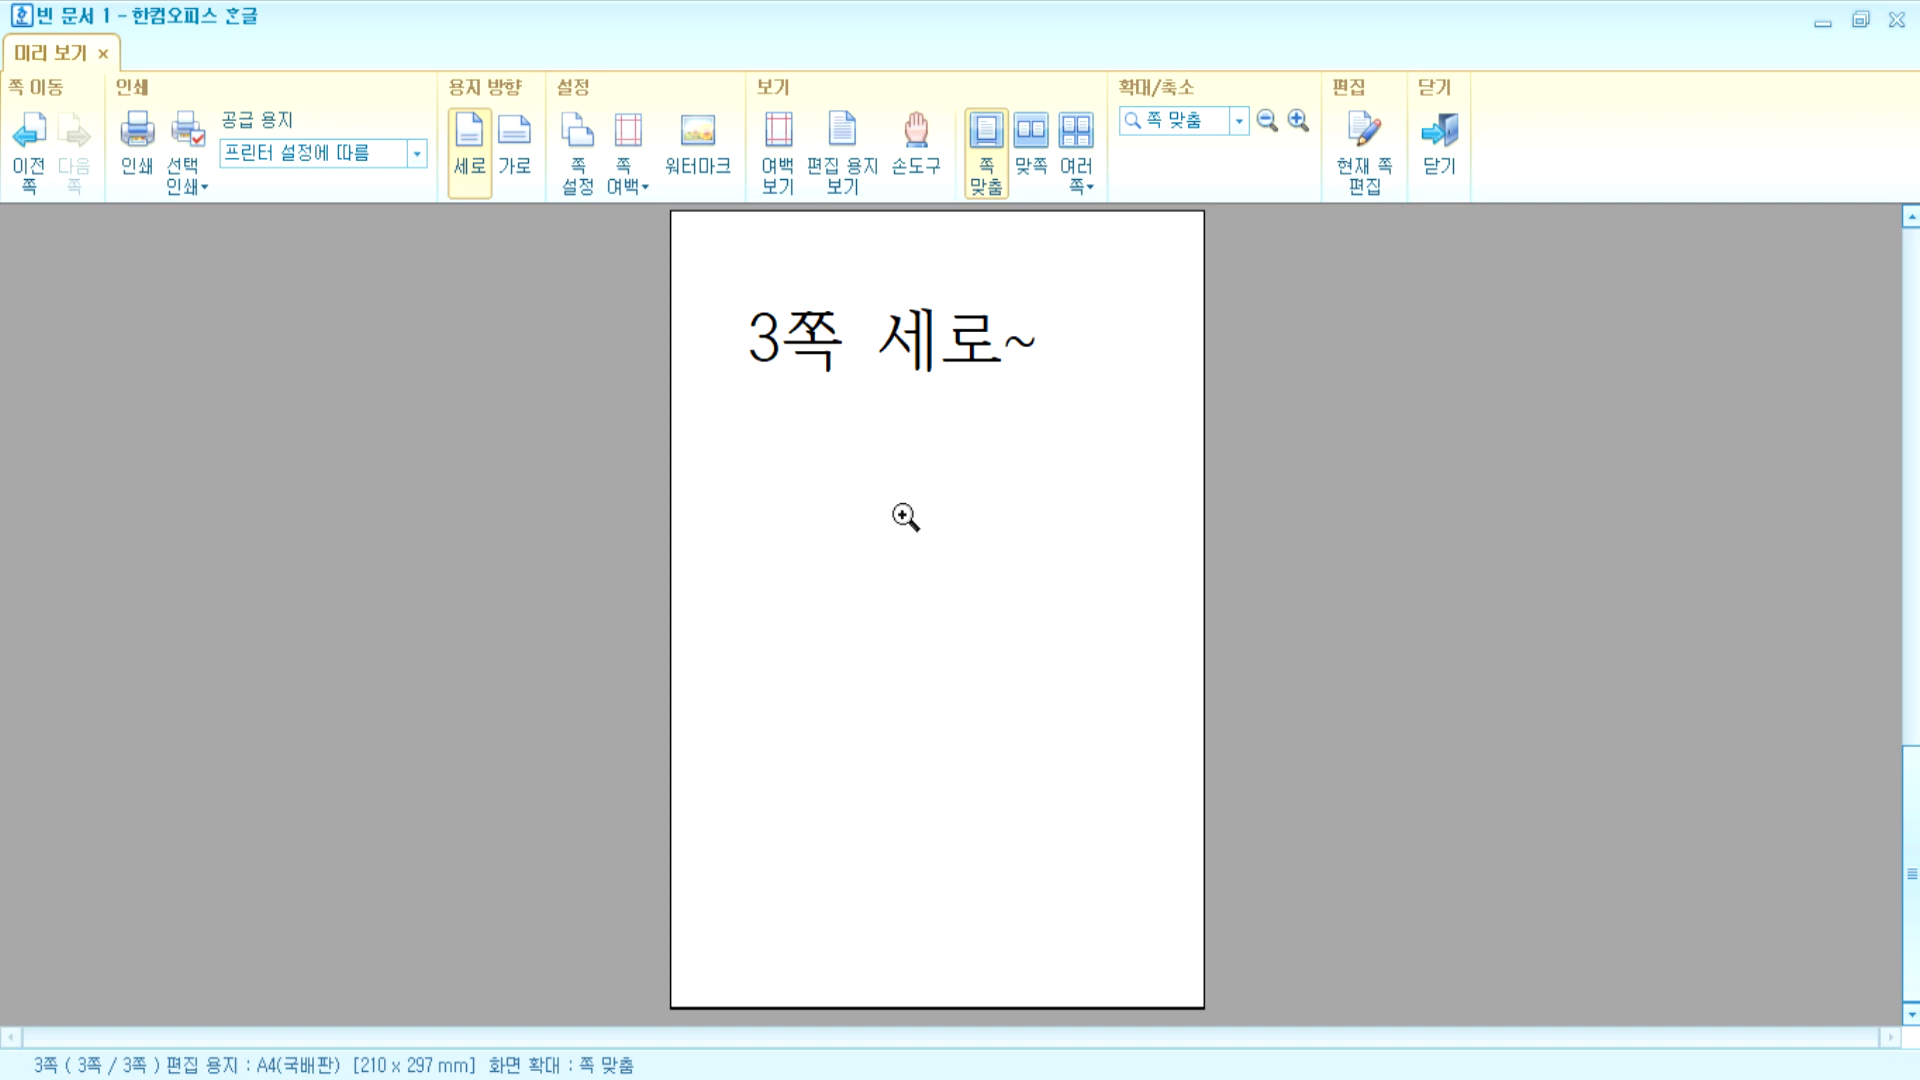 빈 문서 1 - 한컴오피스 한글
미리 보기 ×
쪽 이동 인쇄 용지 방향 설정 보기 확대/축소 편집 닫기
이전 쪽
다음 쪽
인쇄
선택 인쇄
공급 용지
프린터 설정에 따름
세로
가로
쪽 설정
쪽 여백
워터마크
여백 보기
편집 용지 보기
손도구
쪽 맞춤
맞쪽
여러 쪽
쪽 맞춤
현재 쪽 편집
닫기
3쪽 세로~
3쪽 ( 3쪽 / 3쪽 ) 편집 용지 : A4(국배판) [210 x 297 mm] 화면 확대 : 쪽 맞춤